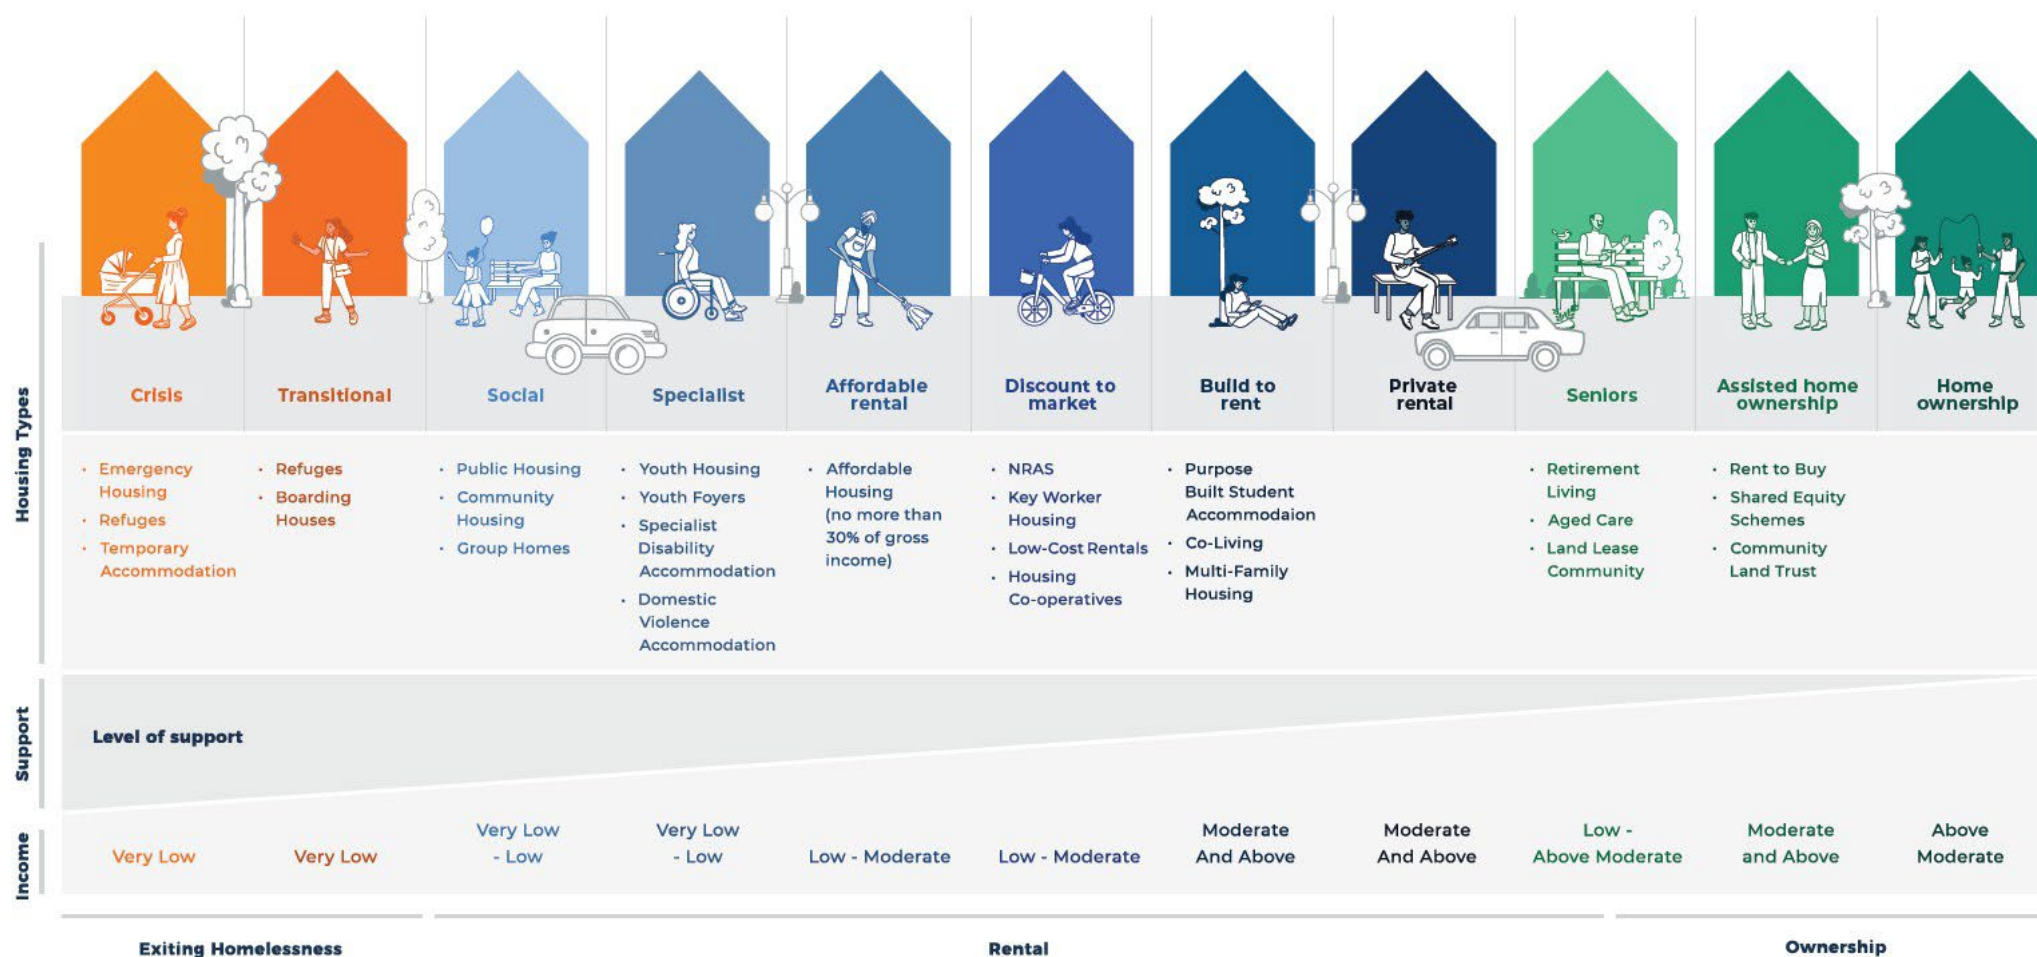 Housing Types
Crisis
Transitional
Social
Specialist
Affordable
rental
Discount to
market
Build to
rent
Private
rental
Seniors
Assisted home
ownership
Home
ownership
• Emergency
Housing
• Refuges
• Temporary
Accommodation
• Refuges
• Boarding
Houses
• Public Housing
• Community
Housing
• Group Homes
• Youth Housing
• Youth Foyers
• Specialist
Disability
Accommodation
• Domestic
Violence
Accommodation
• Affordable
Housing
(no more than
30% of gross
income)
• NRAS
• Key Worker
Housing
• Low-Cost Rentals
• Housing
Co-operatives
• Purpose
Built Student
Accommodaion
• Co-Living
• Multi-Family
Housing
• Retirement
Living
• Aged Care
• Land Lease
Community
• Rent to Buy
• Shared Equity
Schemes
• Community
Land Trust
Support
Level of support
Income
Very Low
Very Low
Very Low
- Low
Very Low
- Low
Low - Moderate
Low - Moderate
Moderate
And Above
Moderate
And Above
Low -
Above Moderate
Moderate
and Above
Above
Moderate
Exiting Homelessness
Rental
Ownership